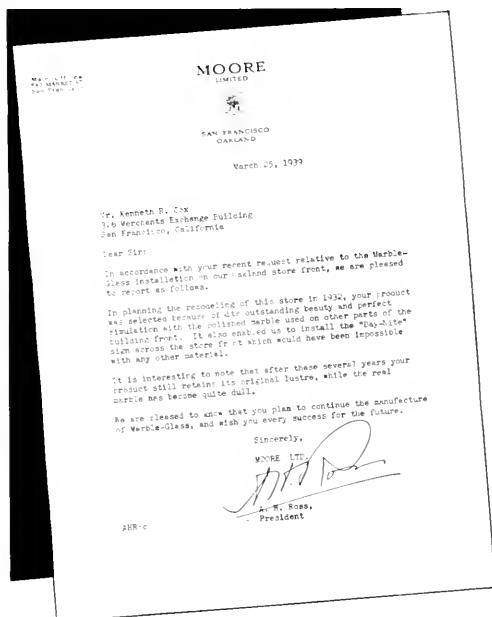 MOORE
LIMITED
SAN FRANCISCO
OAKLAND
March 25, 1939
Mr. Kenneth R. Cox
Merchants Exchange Building
San Francisco, California
Dear Sir:
In accordance with your recent request relative to the Marble-
Glass installation on our Oakland store front, we are pleased
to report as follows.
In planning the remodeling of this store in 1932, your product
was selected because of its outstanding beauty and perfect
simulation with the polished marble used on other parts of the
building front. It also enabled us to install the "Day-Nite"
sign across the store front which would have been impossible
with any other material.
It is interesting to note that after these several years your
product still retains its original lustre, while the real
marble has become quite dull.
We are pleased to know that you plan to continue the manufacture
of Marble-Glass, and wish you every success for the future.
Sincerely,
MOORE LTD.
A. H. Ross,
President
AHR-c